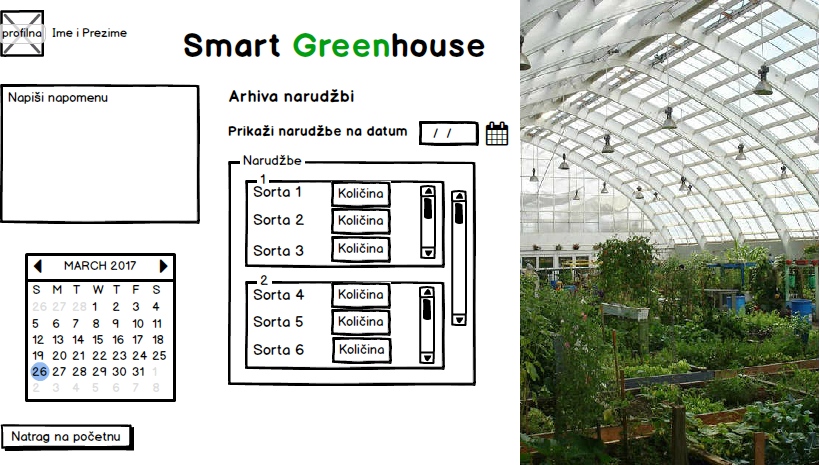 profilna
Ime i Prezime
Smart Greenhouse
Napiši napomenu
Arhiva narudžbi
Prikaži narudžbe na datum
/ /
Narudžbe
1
Sorta 1 Količina
Sorta 2 Količina
Sorta 3 Količina
2
Sorta 4 Količina
Sorta 5 Količina
Sorta 6 Količina
MARCH 2017
S M T W T F S
26 27 28 1 2 3 4
5 6 7 8 9 10 11
12 13 14 15 16 17 18
19 20 21 22 23 24 25
26 27 28 29 30 31 1
2 3 4 5 6 7 8
Natrag na početnu